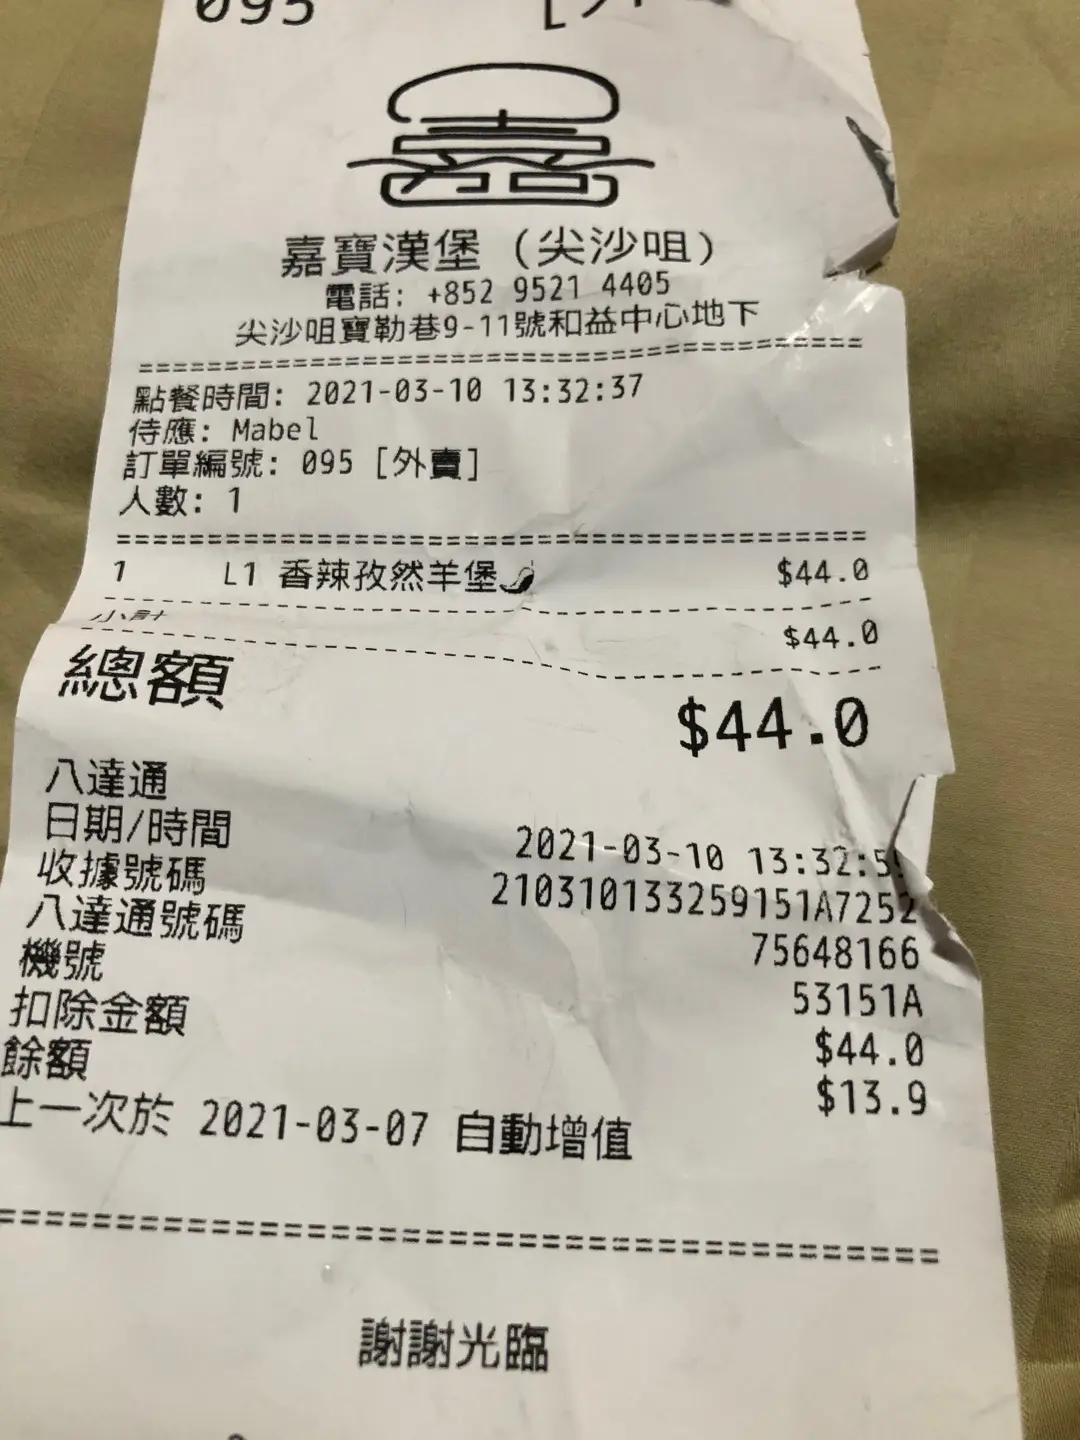 095
嘉寶漢堡 (尖沙咀)
電話: +852 9521 4405
尖沙咀寶勒巷9-11號和益中心地下
點餐時間: 2021-03-10 13:32:37
侍應: Mabel
訂單編號: 095 [外賣]
人數: 1
1 L1 香辣孜然羊堡🌶 $44.0
小計 $44.0
總額 $44.0
八達通
日期/時間 2021-03-10 13:32:5
收據號碼 210310133259151A7252
八達通號碼 75648166
機號 53151A
扣除金額 $44.0
餘額 $13.9
上一次於 2021-03-07 自動增值
謝謝光臨